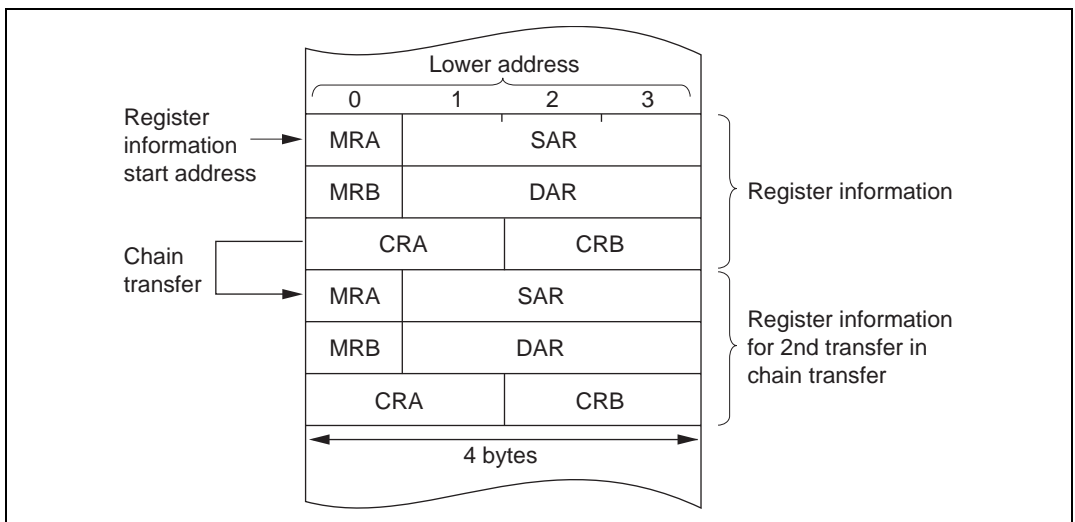 Lower address
0 1 2 3
Register
information
start address
MRA SAR
MRB DAR
Register information
CRA CRB
Chain
transfer
MRA SAR
MRB DAR
CRA CRB
Register information
for 2nd transfer in
chain transfer
4 bytes